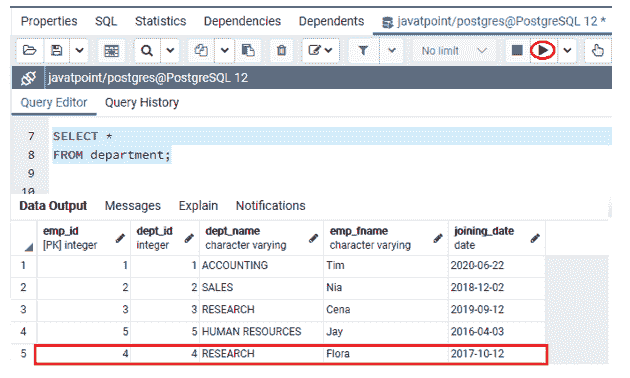 Properties SQL Statistics Dependencies Dependents javatpoint/postgres@PostgreSQL 12 *
No limit
javatpoint/postgres@PostgreSQL 12
Query Editor Query History
7 SELECT *
8 FROM department;
9
10
Data Output Messages Explain Notifications
emp_id dept_id dept_name emp_fname joining_date
[PK] integer integer character varying character varying date
1 1 1 ACCOUNTING Tim 2020-06-22
2 2 2 SALES Nia 2018-12-02
3 3 3 RESEARCH Cena 2019-09-12
4 5 5 HUMAN RESOURCES Jay 2016-04-03
5 4 4 RESEARCH Flora 2017-10-12